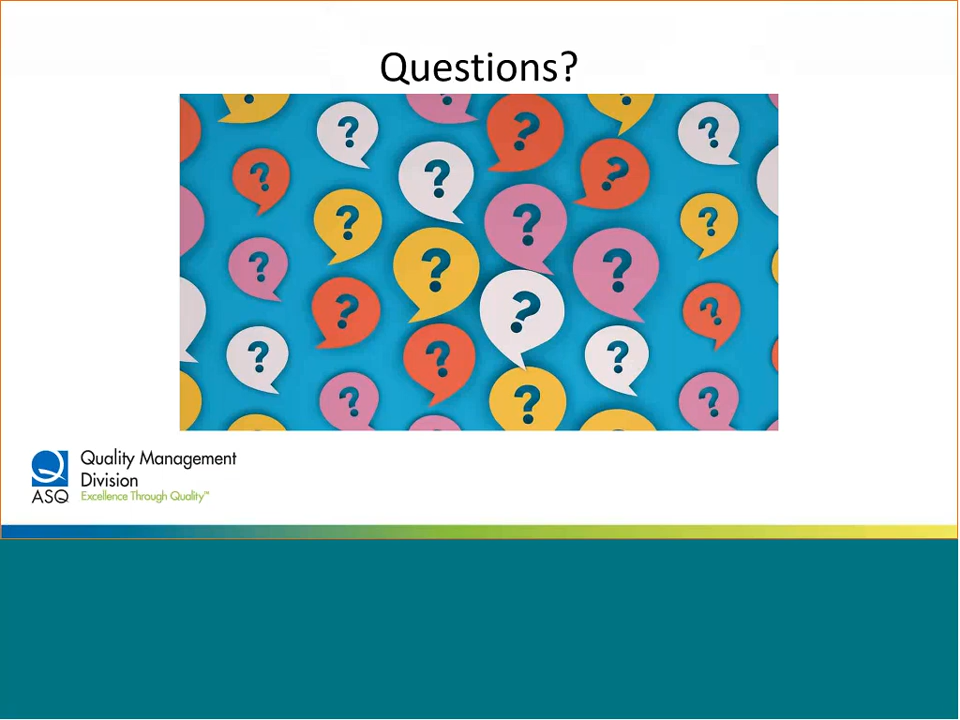 Questions?
? ? ? ? ? ? ? ? ? ? ? ? ? ? ? ? ? ? ? ? ? ? ? ?
Quality Management
Division
ASQ Excellence Through Quality™